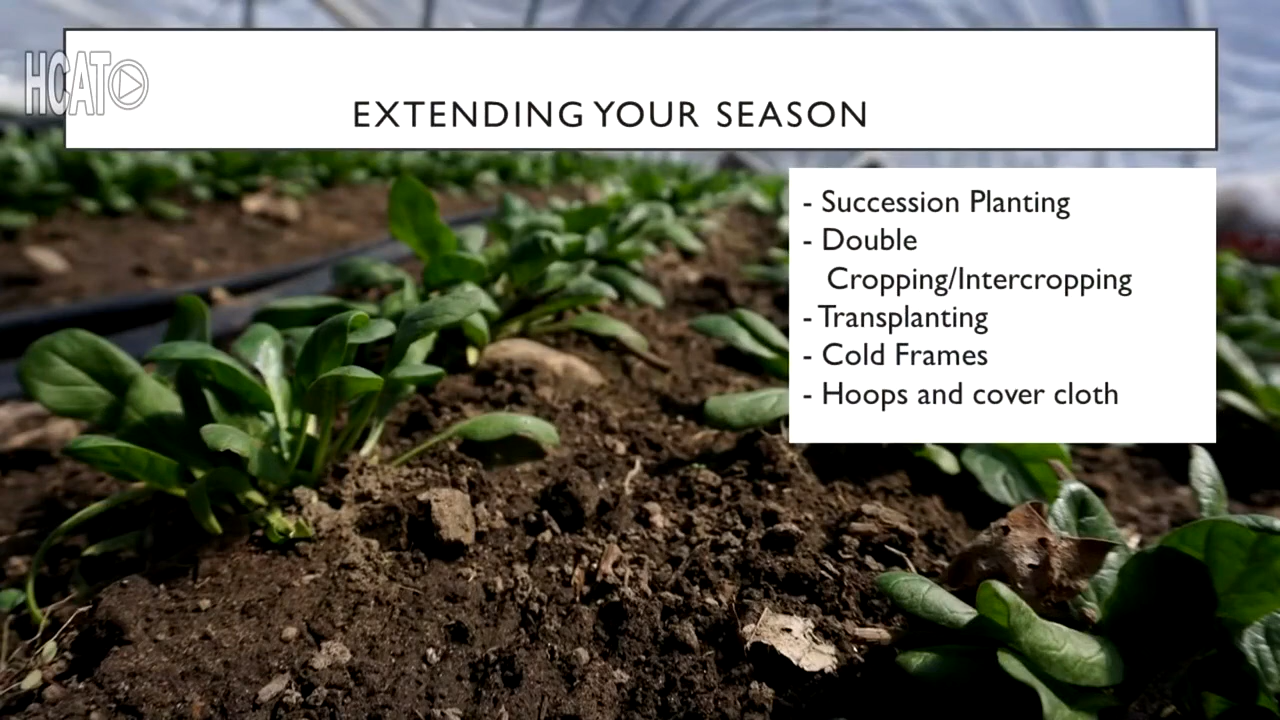 HCAT
EXTENDING YOUR SEASON
- Succession Planting
- Double
Cropping/Intercropping
- Transplanting
- Cold Frames
- Hoops and cover cloth